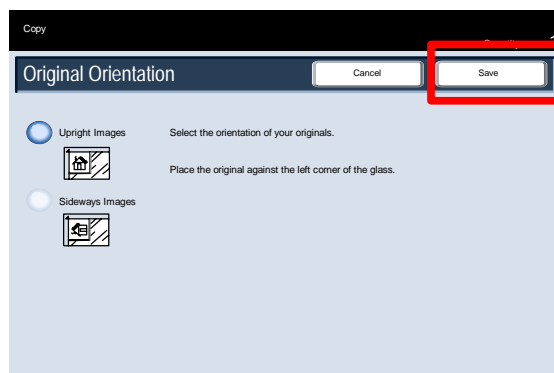 Copy
Original Orientation
Cancel
Save
Upright Images
Select the orientation of your originals.
Place the original against the left corner of the glass.
Sideways Images